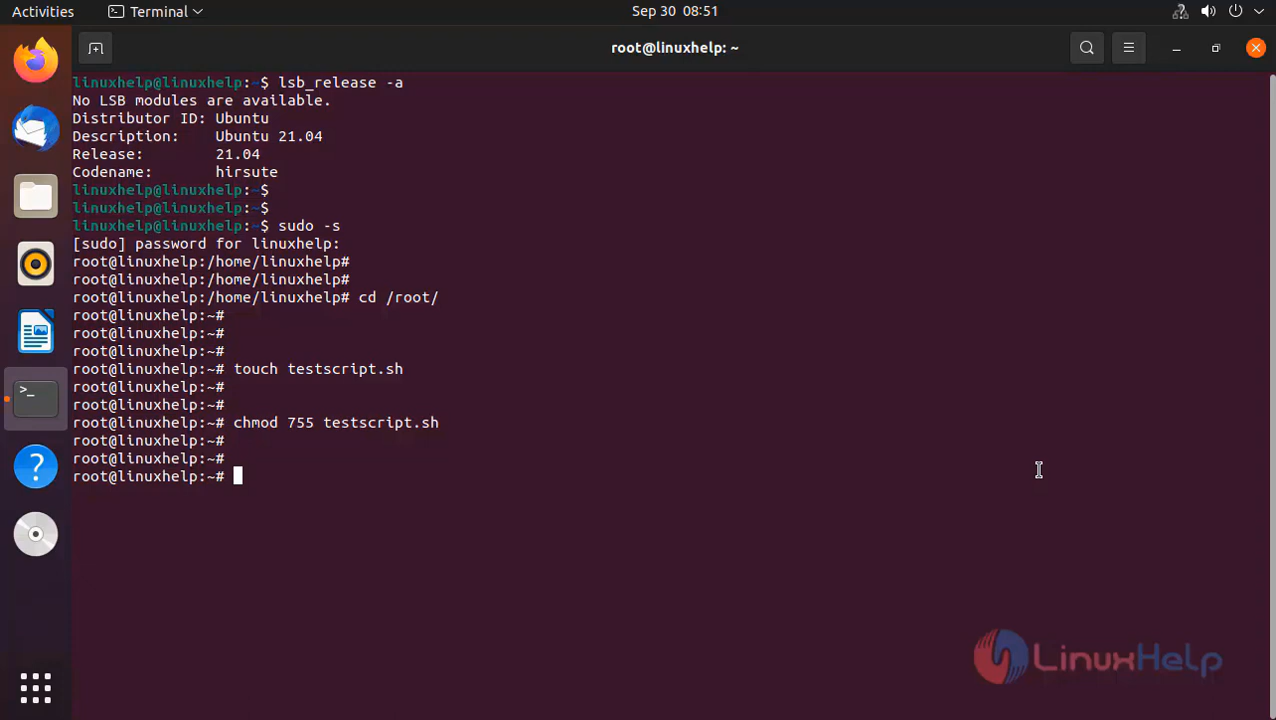 Activities Terminal Sep 30 08:51
root@linuxhelp: ~
linuxhelp@linuxhelp:~$ lsb_release -a
No LSB modules are available.
Distributor ID: Ubuntu
Description:    Ubuntu 21.04
Release:        21.04
Codename:       hirsute
linuxhelp@linuxhelp:~$
linuxhelp@linuxhelp:~$
linuxhelp@linuxhelp:~$ sudo -s
[sudo] password for linuxhelp:
root@linuxhelp:/home/linuxhelp#
root@linuxhelp:/home/linuxhelp#
root@linuxhelp:/home/linuxhelp# cd /root/
root@linuxhelp:~#
root@linuxhelp:~#
root@linuxhelp:~#
root@linuxhelp:~# touch testscript.sh
root@linuxhelp:~#
root@linuxhelp:~#
root@linuxhelp:~# chmod 755 testscript.sh
root@linuxhelp:~#
root@linuxhelp:~#
root@linuxhelp:~#
LinuxHelp